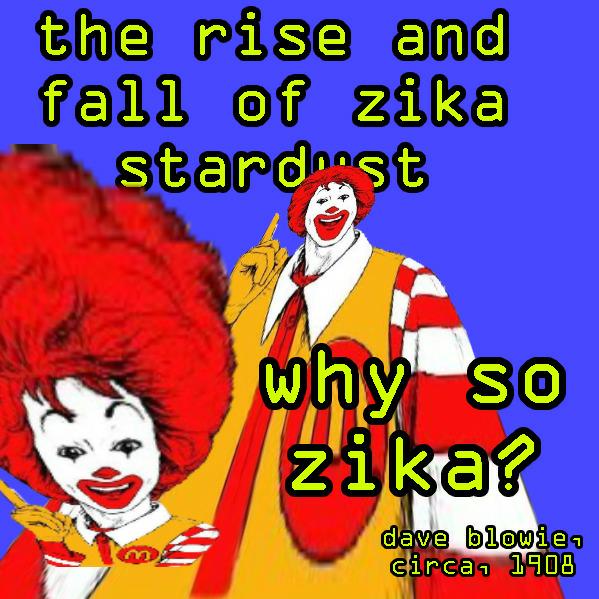 the rise and
fall of zika
stardust
why so
zika?
dave blowie,
circa, 1908